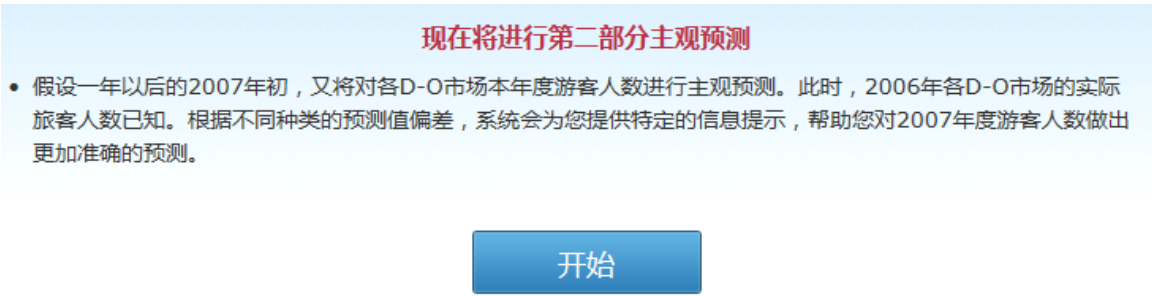 现在将进行第二部分主观预测
• 假设一年以后的2007年初，又将对各D-O市场本年度游客人数进行主观预测。此时，2006年各D-O市场的实际
旅客人数已知。根据不同种类的预测值偏差，系统会为您提供特定的信息提示，帮助您对2007年度游客人数做出
更加准确的预测。
开始